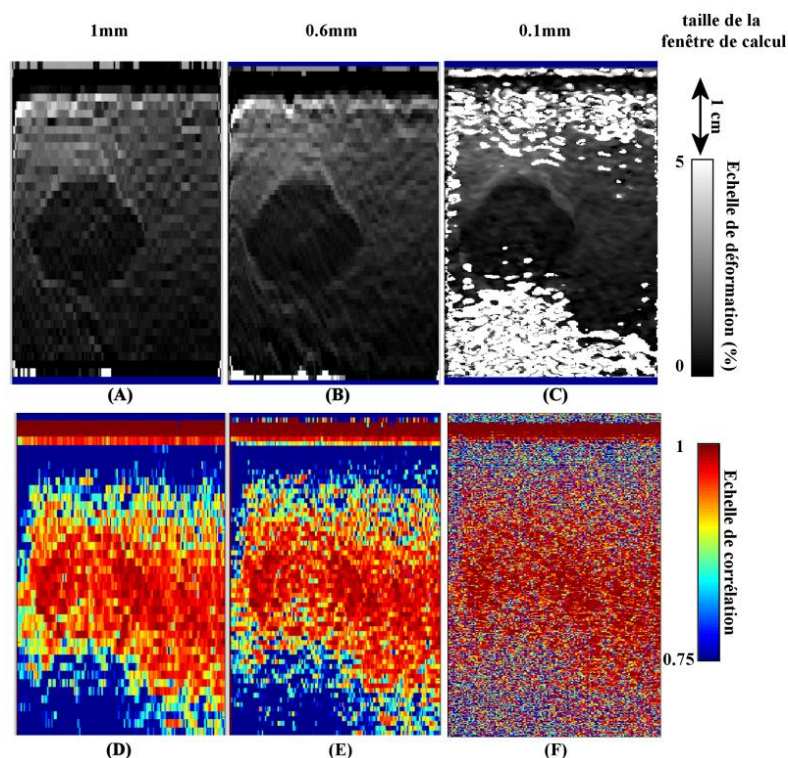 1mm
0.6mm
0.1mm
taille de la
fenêtre de calcul
1 cm
5
Echelle de déformation (%)
0
(A)
(B)
(C)
1
Echelle de corrélation
0.75
(D)
(E)
(F)